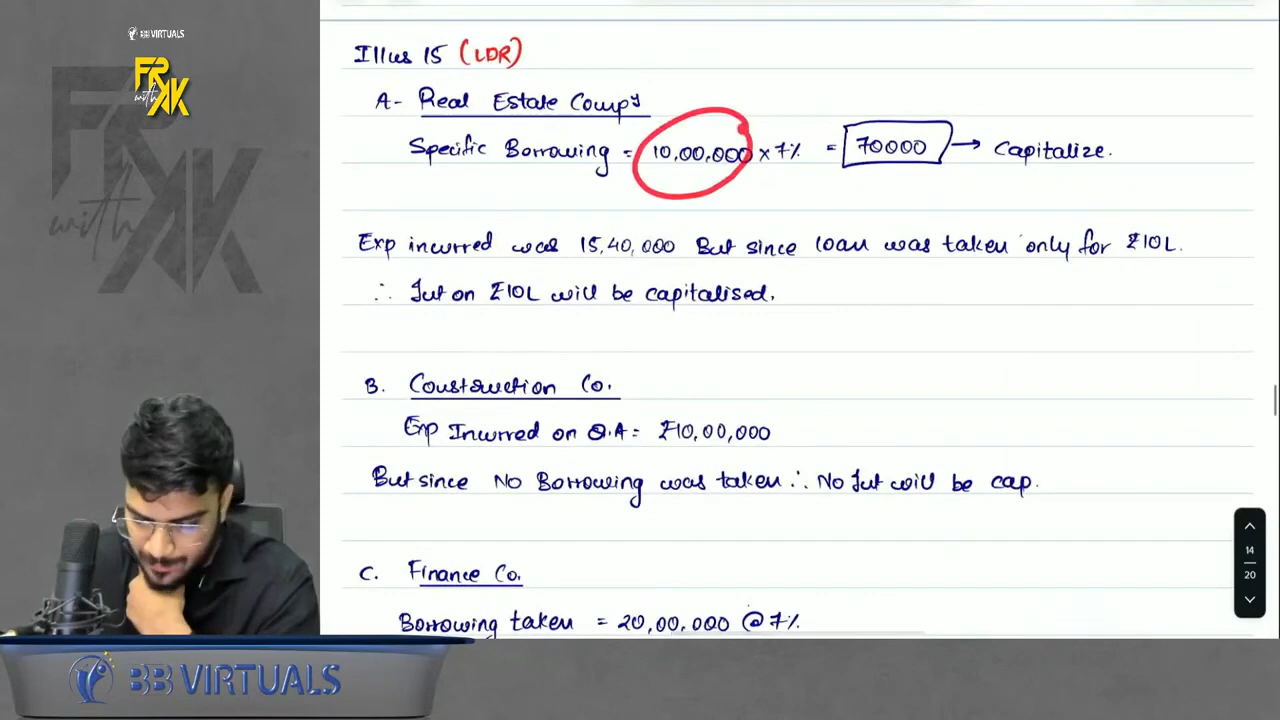 BB VIRTUALS
FR
with
AK
FR
with
AK
Illus 15 (LDR)
A- Real Estate Compy
Specific Borrowing = 10,00,000 x 7% = 70000 → Capitalize.
Exp incurred was 15,40,000 But since loan was taken only for ₹10L.
∴ Int on ₹10L will be capitalised.
B. Construction Co.
Exp Incurred on Q.A = ₹10,00,000
But since No Borrowing was taken ∴ No Int will be cap.
C. Finance Co.
Borrowing taken = 20,00,000 @ 7%
14
20
BB VIRTUALS